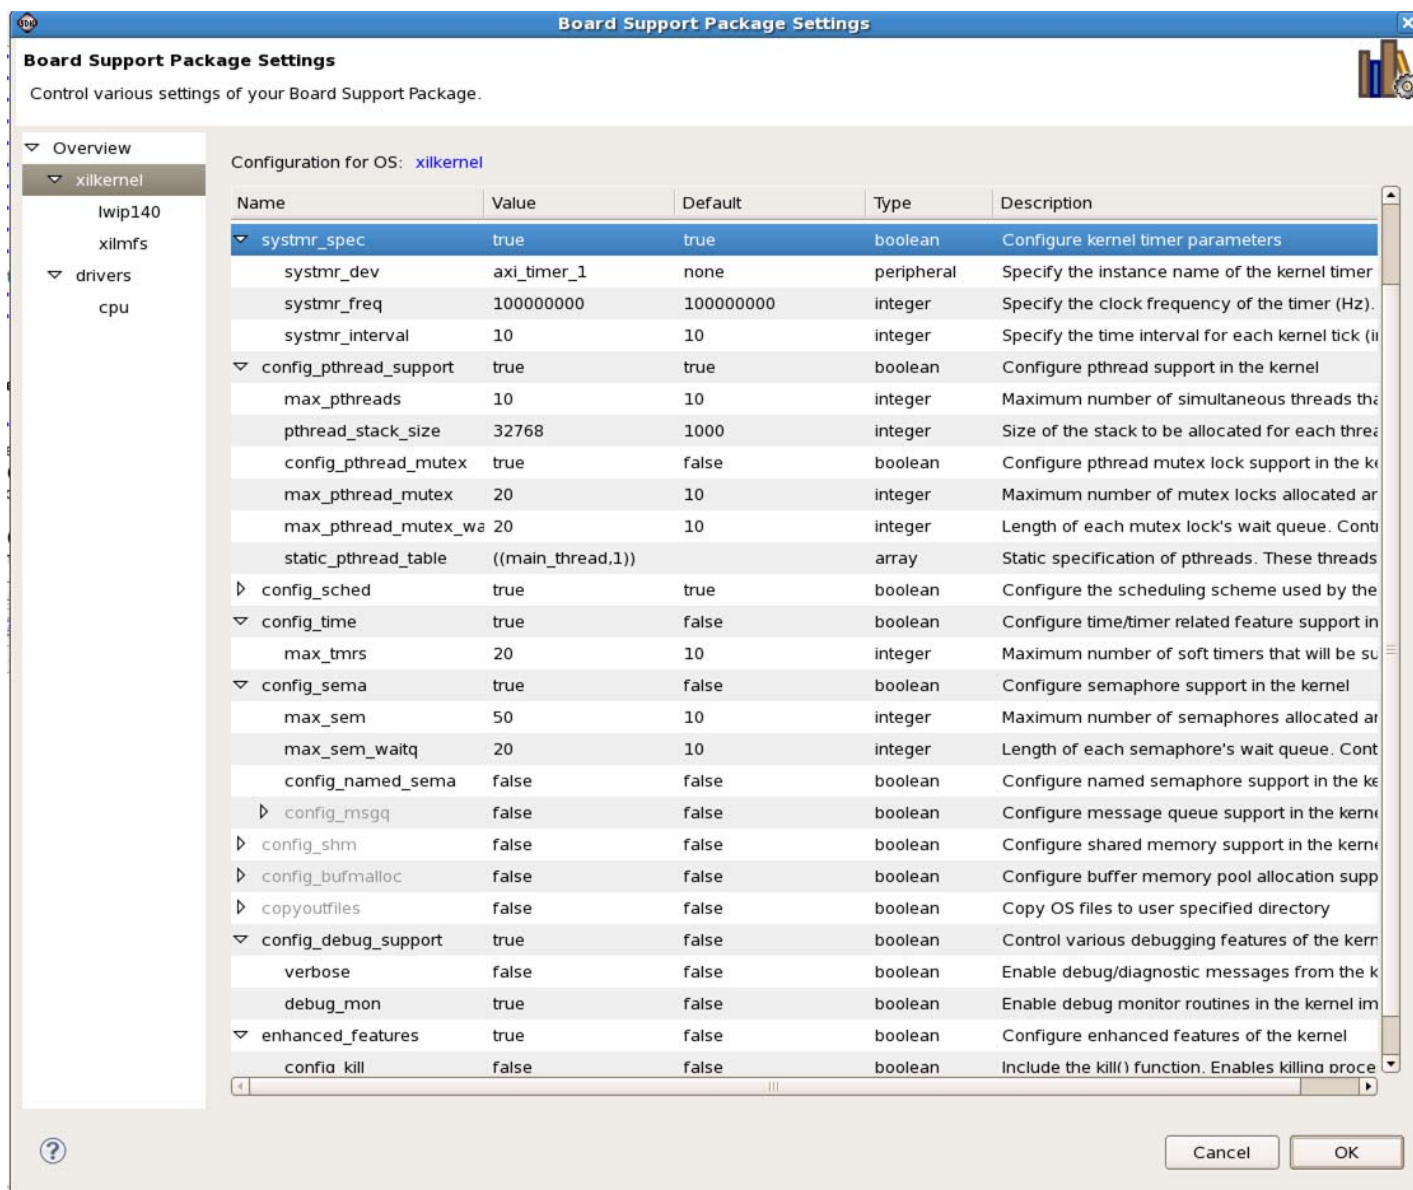 Board Support Package Settings
Board Support Package Settings
Control various settings of your Board Support Package.
Overview
xilkernel
lwip140
xilmfs
drivers
cpu
Configuration for OS: xilkernel
Name Value Default Type Description
systmr_spec true true boolean Configure kernel timer parameters
systmr_dev axi_timer_1 none peripheral Specify the instance name of the kernel timer
systmr_freq 100000000 100000000 integer Specify the clock frequency of the timer (Hz).
systmr_interval 10 10 integer Specify the time interval for each kernel tick (i
config_pthread_support true true boolean Configure pthread support in the kernel
max_pthreads 10 10 integer Maximum number of simultaneous threads tha
pthread_stack_size 32768 1000 integer Size of the stack to be allocated for each threa
config_pthread_mutex true false boolean Configure pthread mutex lock support in the ke
max_pthread_mutex 20 10 integer Maximum number of mutex locks allocated ar
max_pthread_mutex_wa 20 10 integer Length of each mutex lock's wait queue. Cont
static_pthread_table ((main_thread,1)) array Static specification of pthreads. These threads
config_sched true true boolean Configure the scheduling scheme used by the
config_time true false boolean Configure time/timer related feature support in
max_tmrs 20 10 integer Maximum number of soft timers that will be su
config_sema true false boolean Configure semaphore support in the kernel
max_sem 50 10 integer Maximum number of semaphores allocated ar
max_sem_waitq 20 10 integer Length of each semaphore's wait queue. Cont
config_named_sema false false boolean Configure named semaphore support in the ke
config_msgq false false boolean Configure message queue support in the kerne
config_shm false false boolean Configure shared memory support in the kerne
config_bufmalloc false false boolean Configure buffer memory pool allocation supp
copyoutfiles false false boolean Copy OS files to user specified directory
config_debug_support true false boolean Control various debugging features of the kern
verbose false false boolean Enable debug/diagnostic messages from the k
debug_mon true false boolean Enable debug monitor routines in the kernel im
enhanced_features true false boolean Configure enhanced features of the kernel
config_kill false false boolean Include the kill() function. Enables killing proce
Cancel OK